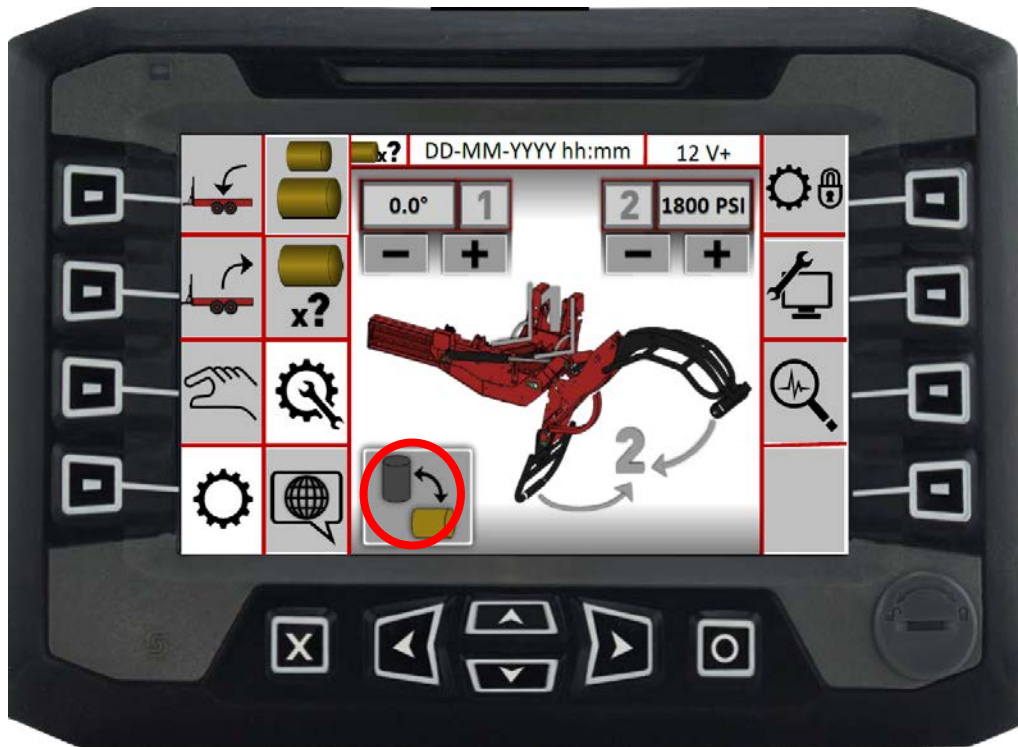 x? DD-MM-YYYY hh:mm 12 V+
0.0° 1 2 1800 PSI
− + − +
x?
2
X O